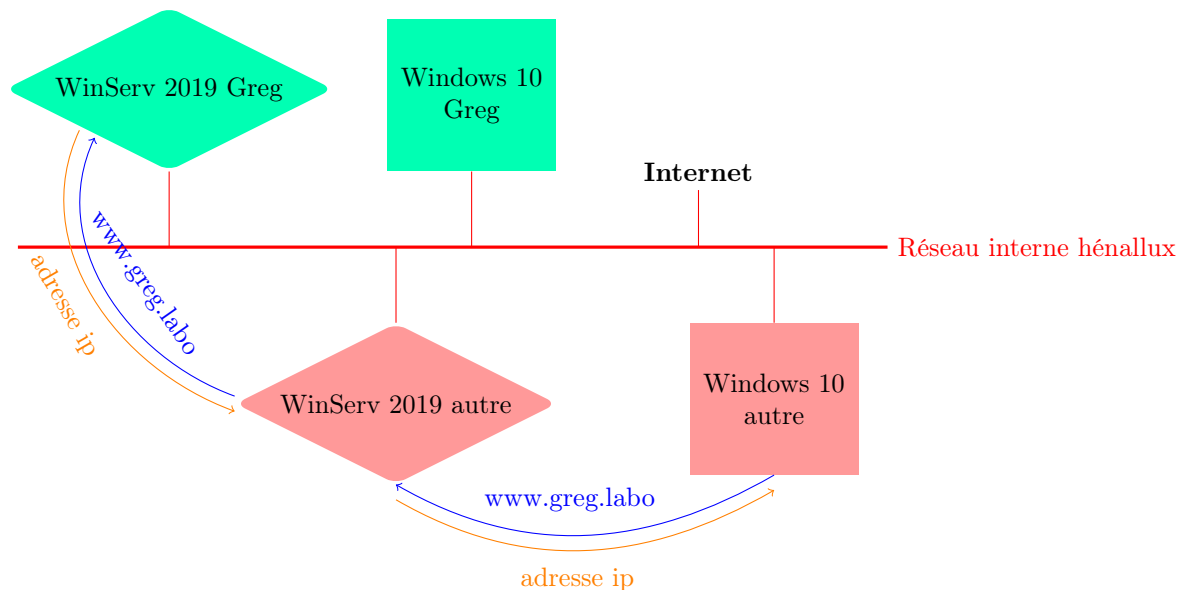 WinServ 2019 Greg
Windows 10
Greg
Internet
Réseau interne hénallux
www.greg.labo
adresse ip
WinServ 2019 autre
Windows 10
autre
www.greg.labo
adresse ip